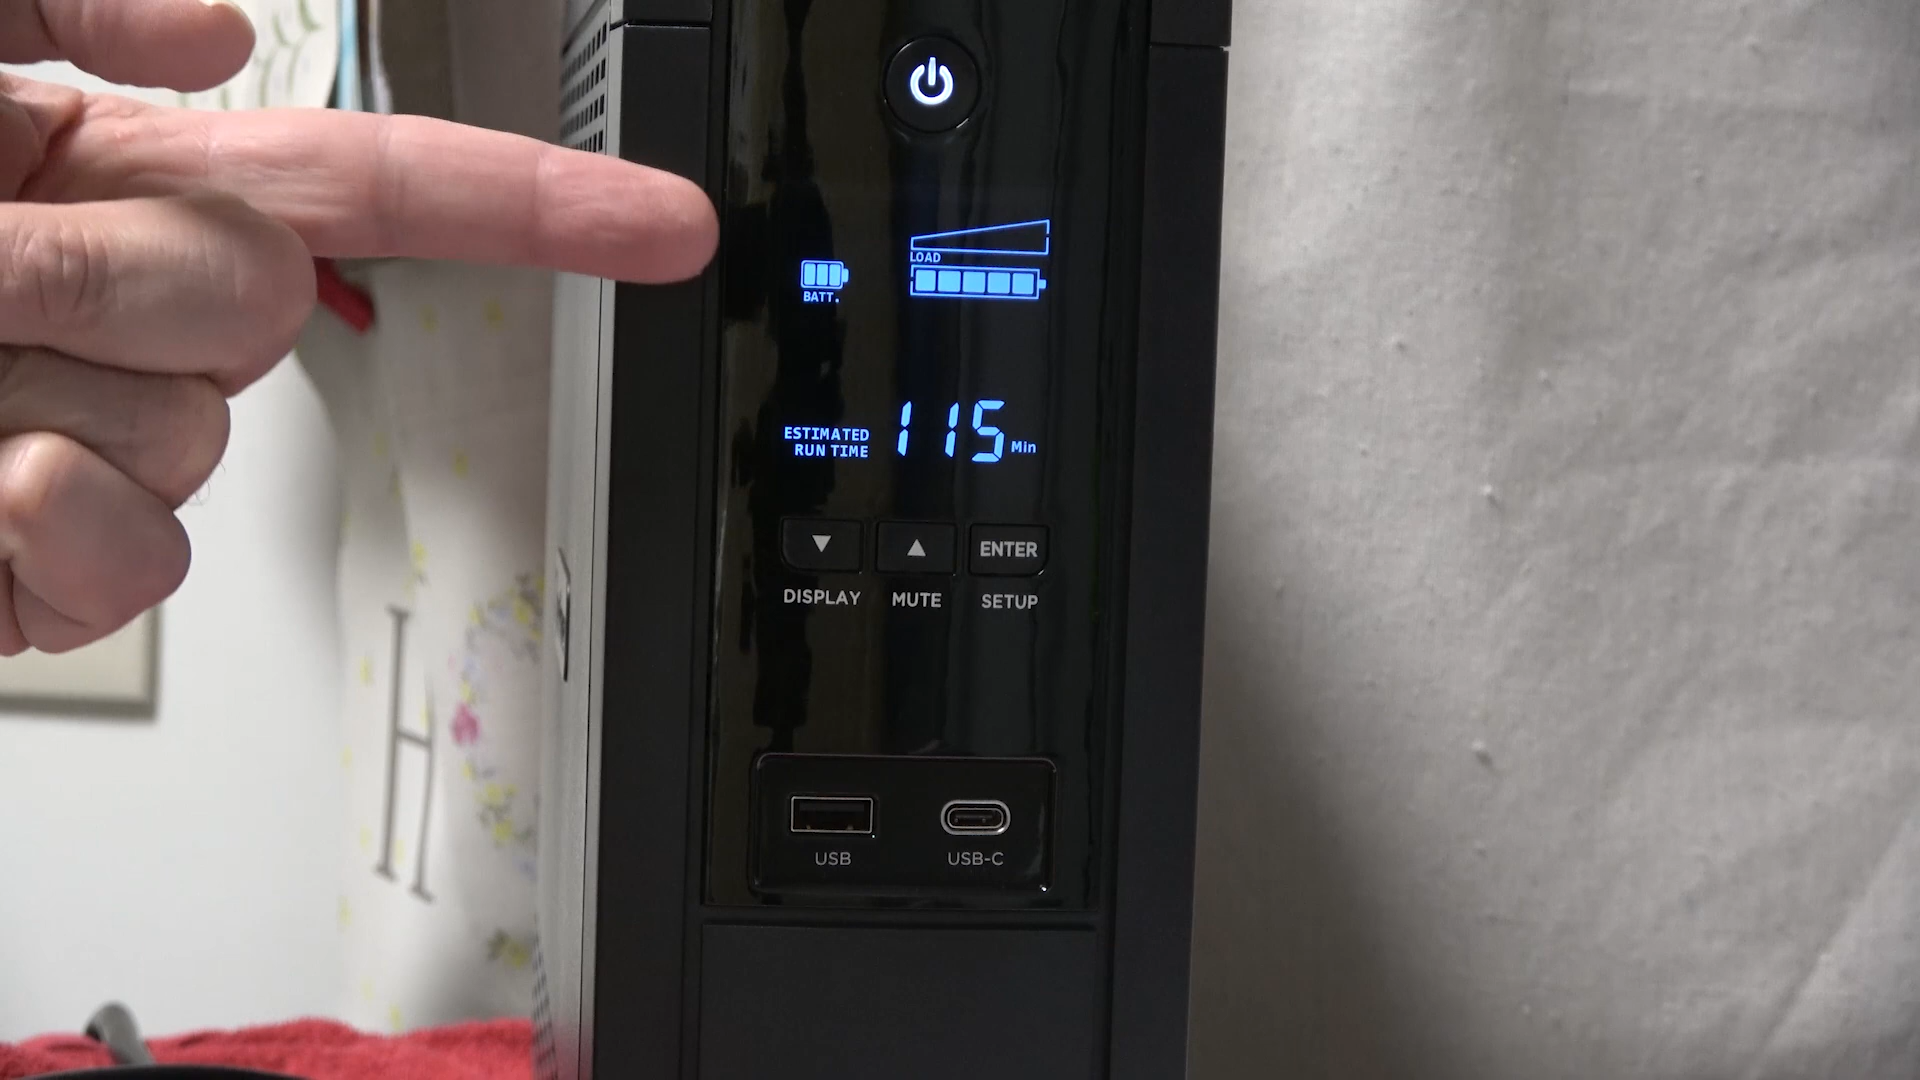 LOAD
BATT.
ESTIMATED
RUN TIME
115 Min
ENTER
DISPLAY
MUTE
SETUP
USB
USB-C
H